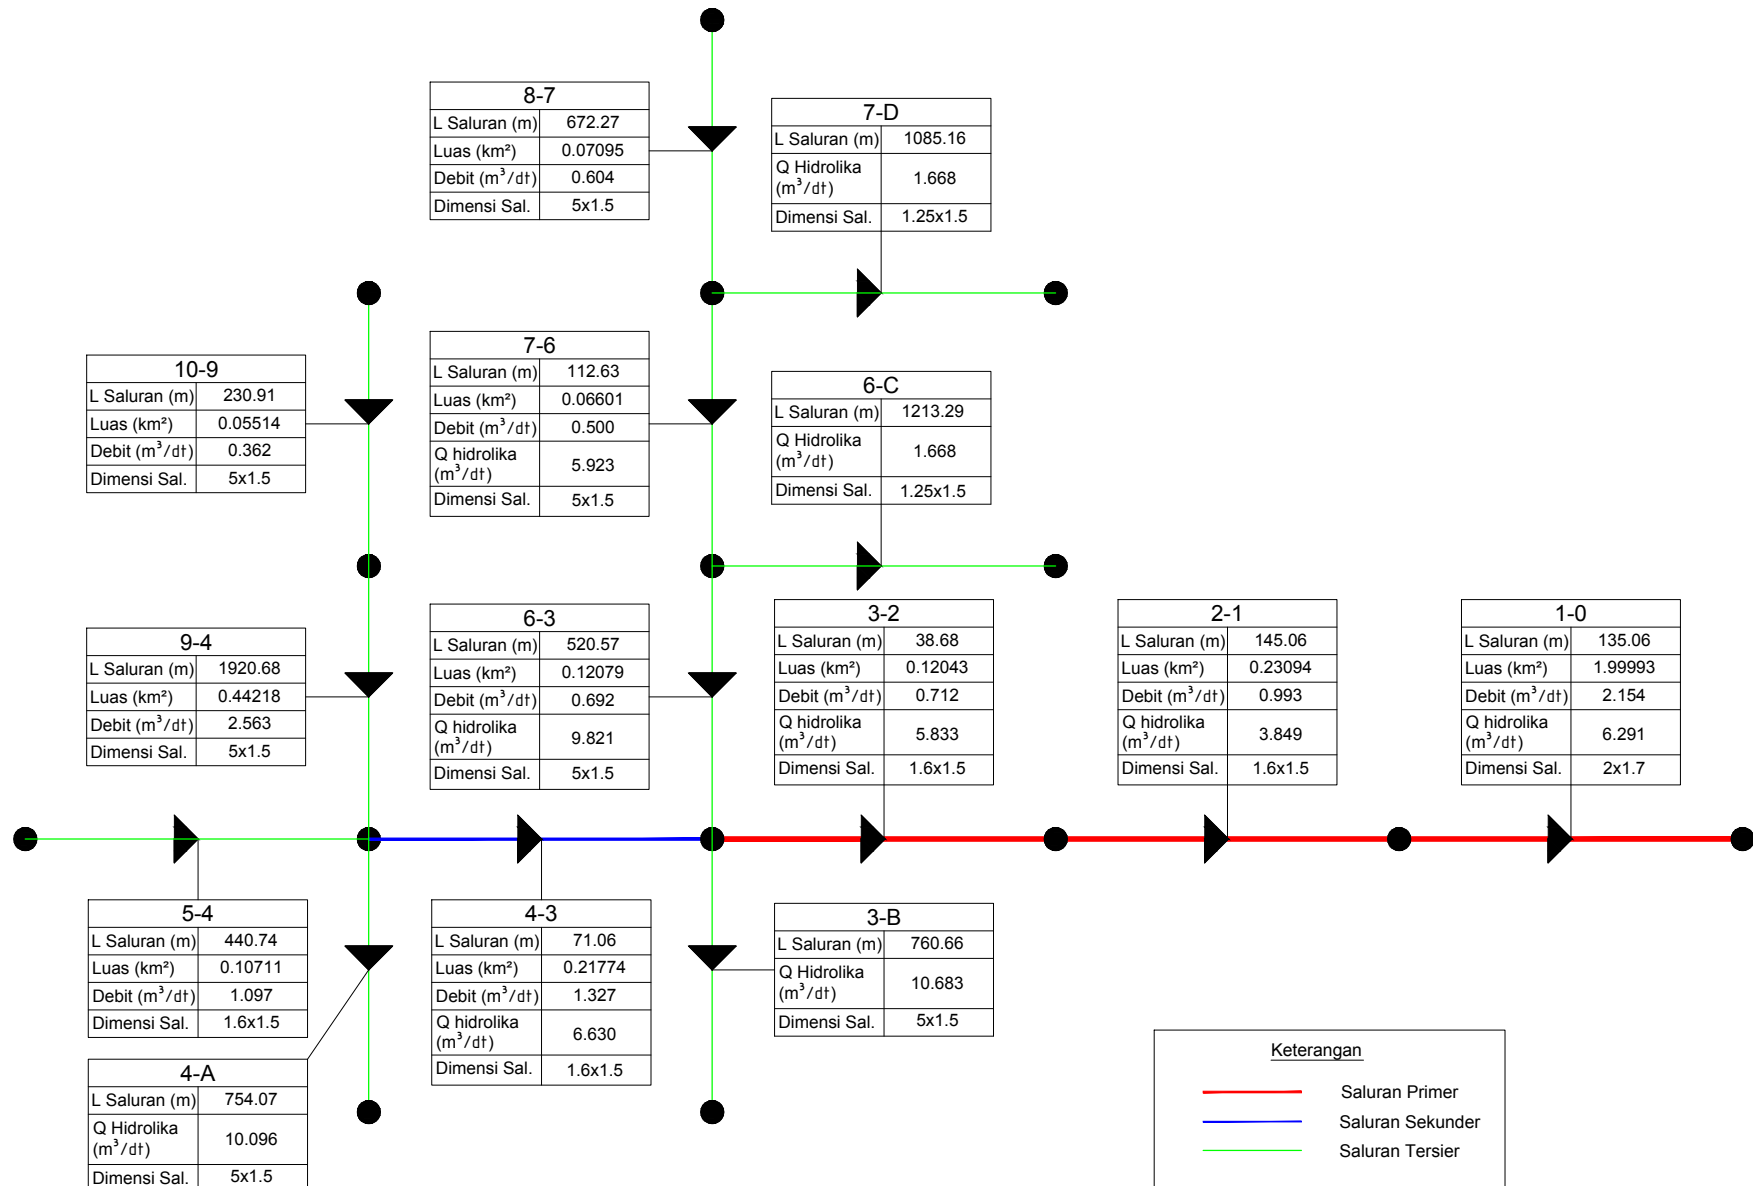 8-7
L Saluran (m) 672.27
Luas (km²) 0.07095
Debit (m³/dt) 0.604
Dimensi Sal. 5x1.5
7-D
L Saluran (m) 1085.16
Q Hidrolika
(m³/dt) 1.668
Dimensi Sal. 1.25x1.5
10-9
L Saluran (m) 230.91
Luas (km²) 0.05514
Debit (m³/dt) 0.362
Dimensi Sal. 5x1.5
7-6
L Saluran (m) 112.63
Luas (km²) 0.06601
Debit (m³/dt) 0.500
Q hidrolika
(m³/dt) 5.923
Dimensi Sal. 5x1.5
6-C
L Saluran (m) 1213.29
Q Hidrolika
(m³/dt) 1.668
Dimensi Sal. 1.25x1.5
9-4
L Saluran (m) 1920.68
Luas (km²) 0.44218
Debit (m³/dt) 2.563
Dimensi Sal. 5x1.5
6-3
L Saluran (m) 520.57
Luas (km²) 0.12079
Debit (m³/dt) 0.692
Q hidrolika
(m³/dt) 9.821
Dimensi Sal. 5x1.5
3-2
L Saluran (m) 38.68
Luas (km²) 0.12043
Debit (m³/dt) 0.712
Q hidrolika
(m³/dt) 5.833
Dimensi Sal. 1.6x1.5
2-1
L Saluran (m) 145.06
Luas (km²) 0.23094
Debit (m³/dt) 0.993
Q hidrolika
(m³/dt) 3.849
Dimensi Sal. 1.6x1.5
1-0
L Saluran (m) 135.06
Luas (km²) 1.99993
Debit (m³/dt) 2.154
Q hidrolika
(m³/dt) 6.291
Dimensi Sal. 2x1.7
5-4
L Saluran (m) 440.74
Luas (km²) 0.10711
Debit (m³/dt) 1.097
Dimensi Sal. 1.6x1.5
4-A
L Saluran (m) 754.07
Q Hidrolika
(m³/dt) 10.096
Dimensi Sal. 5x1.5
4-3
L Saluran (m) 71.06
Luas (km²) 0.21774
Debit (m³/dt) 1.327
Q hidrolika
(m³/dt) 6.630
Dimensi Sal. 1.6x1.5
3-B
L Saluran (m) 760.66
Q Hidrolika
(m³/dt) 10.683
Dimensi Sal. 5x1.5
Keterangan
Saluran Primer
Saluran Sekunder
Saluran Tersier